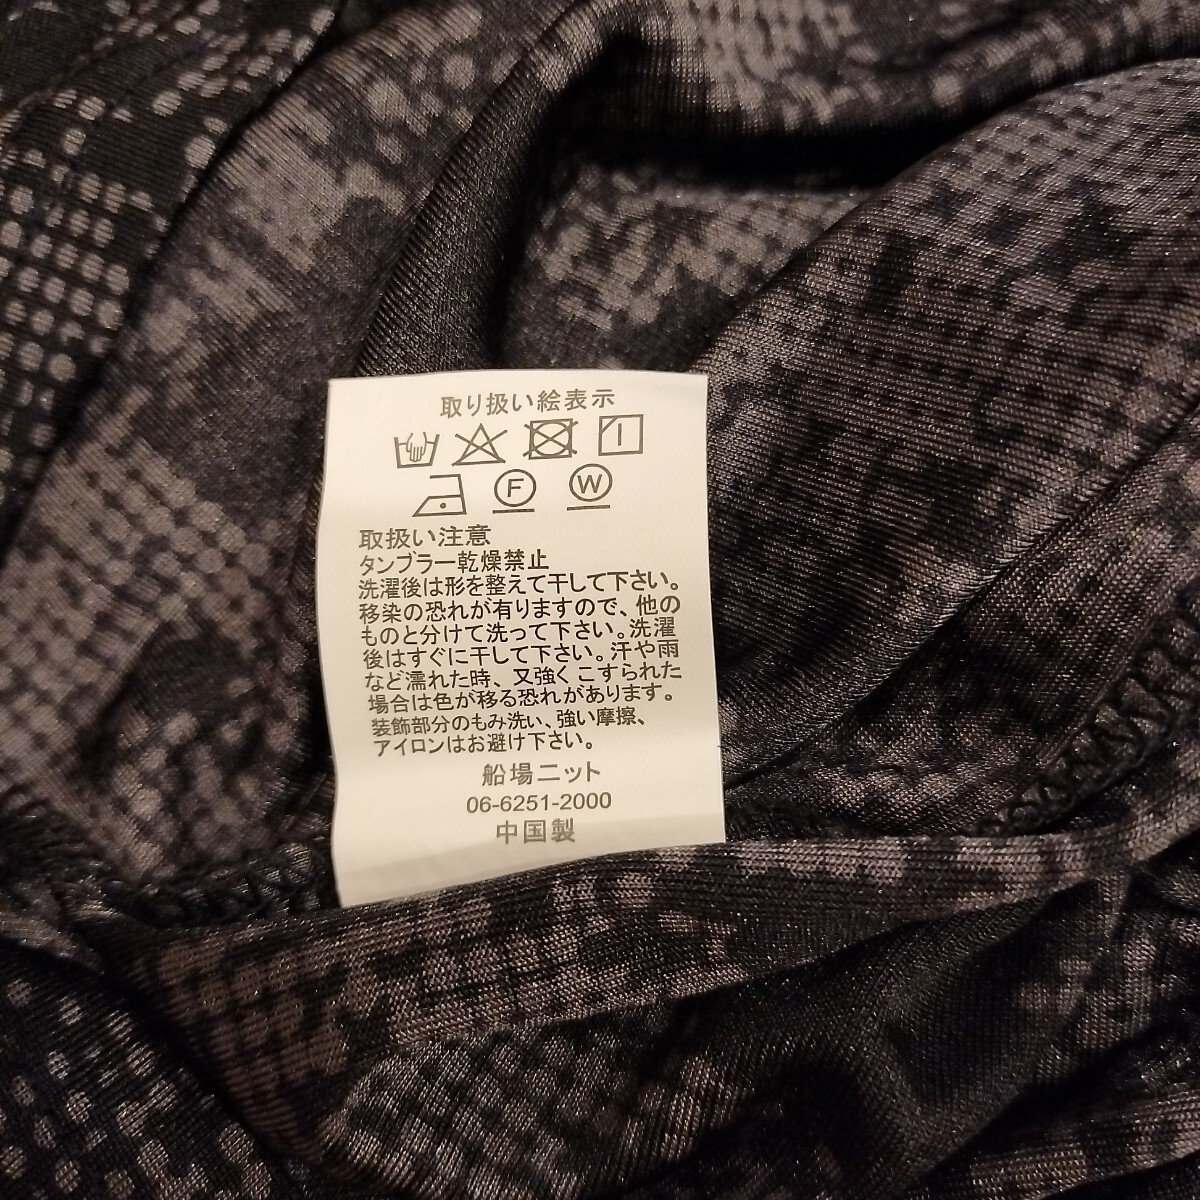 取り扱い絵表示
F W
取扱い注意
タンブラー乾燥禁止
洗濯後は形を整えて干して下さい。
移染の恐れが有りますので、他の
ものと分けて洗って下さい。洗濯
後はすぐに干して下さい。汗や雨
など濡れた時、又強くこすられた
場合は色が移る恐れがあります。
装飾部分のもみ洗い、強い摩擦、
アイロンはお避け下さい。
船場ニット
06-6251-2000
中国製